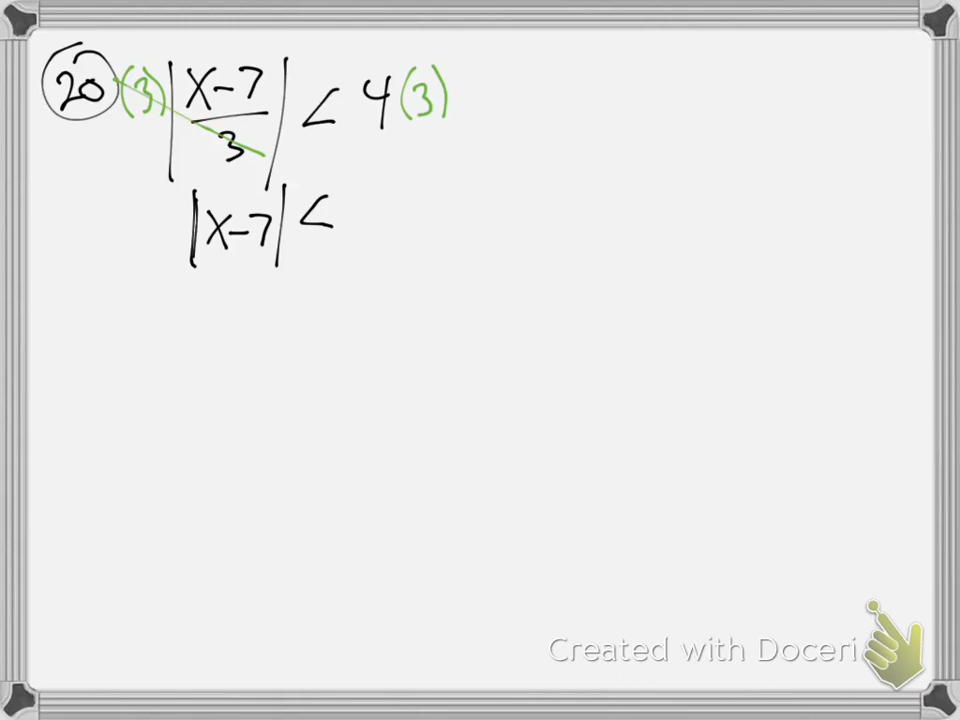 20 (3) |x-7/3| < 4 (3)
|x-7| <
Created with Doceri